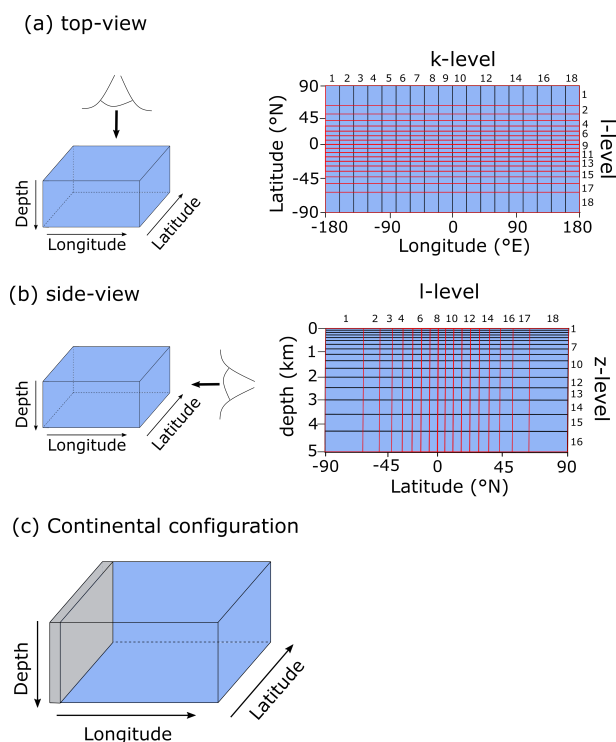 (a) top-view
k-level
1 2 3 4 5 6 7 8 9 10 12 14 16 18
90
45
0
-45
-90
Latitude (°N)
1
4
6
9
11
13
15
17
18
l-level
-180 -90 0 90 180
Longitude (°E)
Depth
Longitude
Latitude
(b) side-view
l-level
1 2 3 4 6 8 10 12 14 16 17 18
0
1
2
3
4
5
depth (km)
1
7
10
12
13
14
15
16
z-level
-90 -45 0 45 90
Latitude (°N)
Depth
Longitude
Latitude
(c) Continental configuration
Depth
Longitude
Latitude